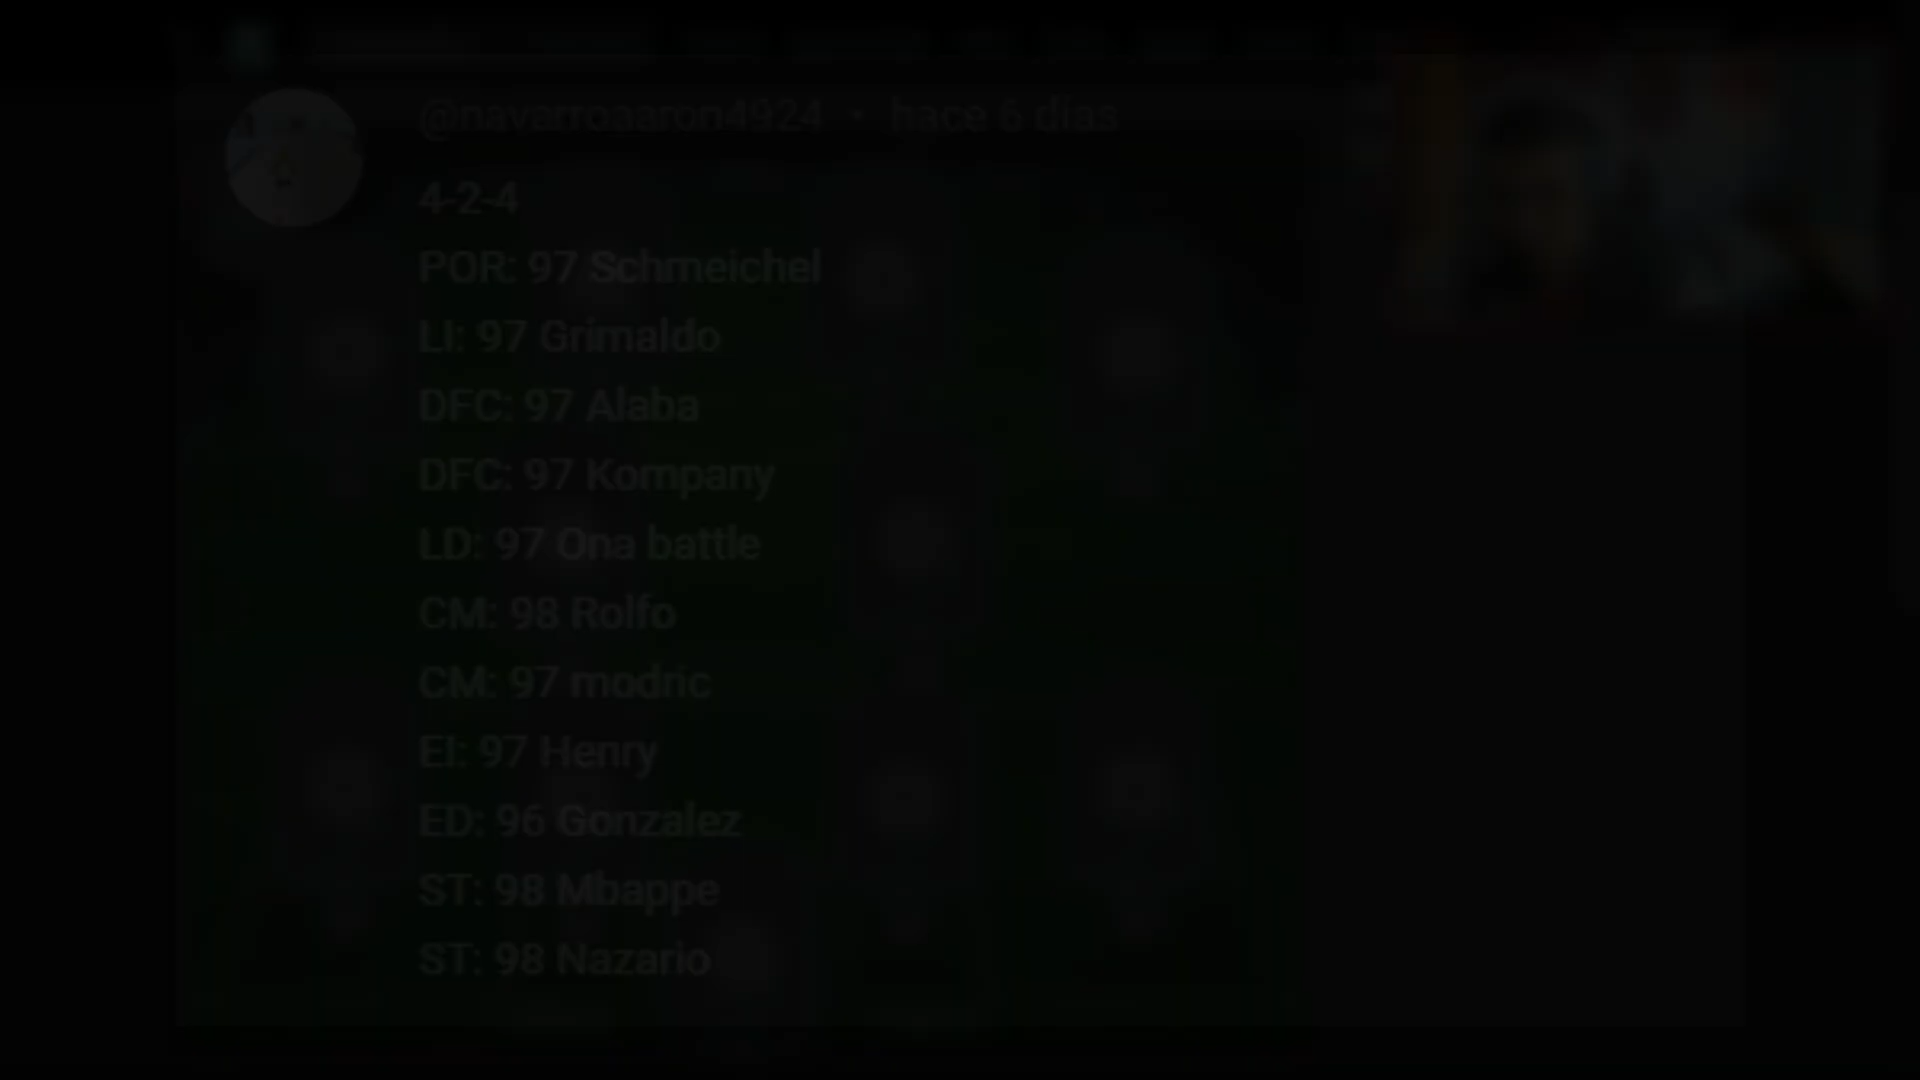 @navarroaaron4924 • hace 6 días
4-2-4
POR: 97 Schmeichel
LI: 97 Grimaldo
DFC: 97 Alaba
DFC: 97 Kompany
LD: 97 Ona battle
CM: 98 Rolfo
CM: 97 modric
EI: 97 Henry
ED: 96 Gonzalez
ST: 98 Mbappe
ST: 98 Nazario